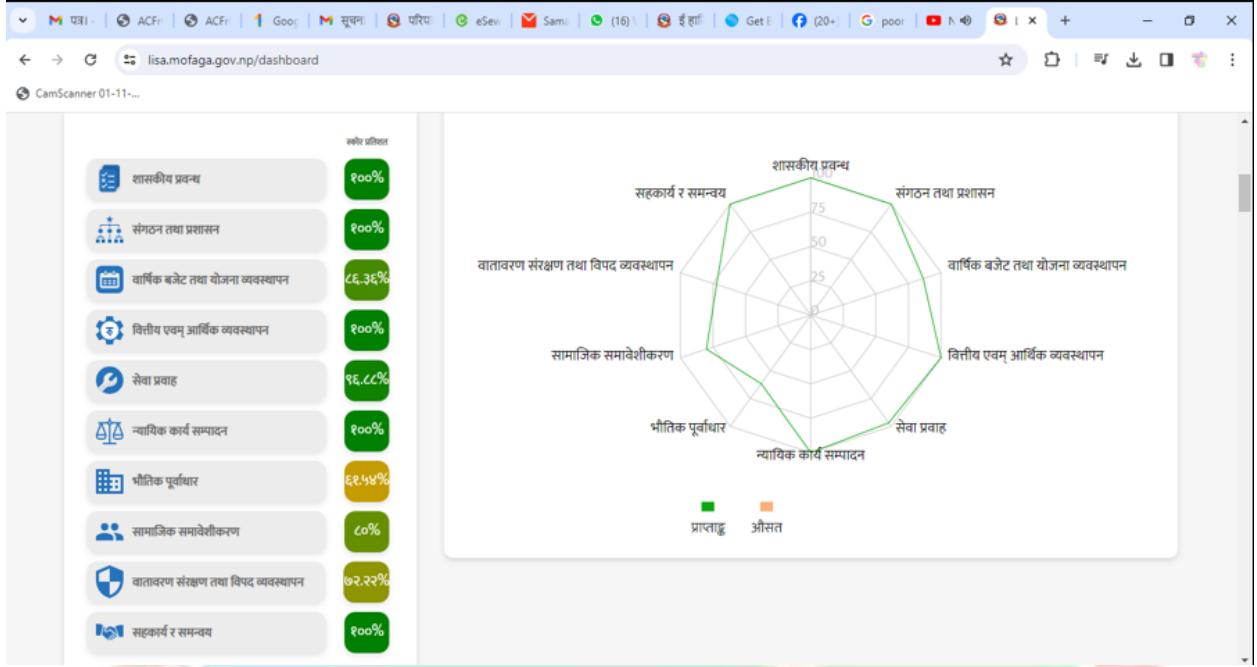 पत्रा।
ACFr
ACFr
Goog
सूचन
परिप
eSew
Sama
(16)
ई हाि
Get E
(20+)
poor
lisa.mofaga.gov.np/dashboard
CamScanner 01-11-...
स्कोर प्रतिशत
शासकीय प्रवन्ध १००%
संगठन तथा प्रशासन १००%
वार्षिक बजेट तथा योजना व्यवस्थापन ८६.३६%
वित्तीय एवम् आर्थिक व्यवस्थापन १००%
सेवा प्रवाह ९६.८८%
न्यायिक कार्य सम्पादन १००%
भौतिक पूर्वाधार ६१.५४%
सामाजिक समावेशीकरण ८०%
वातावरण संरक्षण तथा विपद व्यवस्थापन ७२.२२%
सहकार्य र समन्वय १००%
शासकीय प्रवन्ध
100
सहकार्य र समन्वय
संगठन तथा प्रशासन
75
50
वातावरण संरक्षण तथा विपद व्यवस्थापन
वार्षिक बजेट तथा योजना व्यवस्थापन
25
0
सामाजिक समावेशीकरण
वित्तीय एवम् आर्थिक व्यवस्थापन
भौतिक पूर्वाधार
सेवा प्रवाह
न्यायिक कार्य सम्पादन
प्राप्ताङ्क
औसत